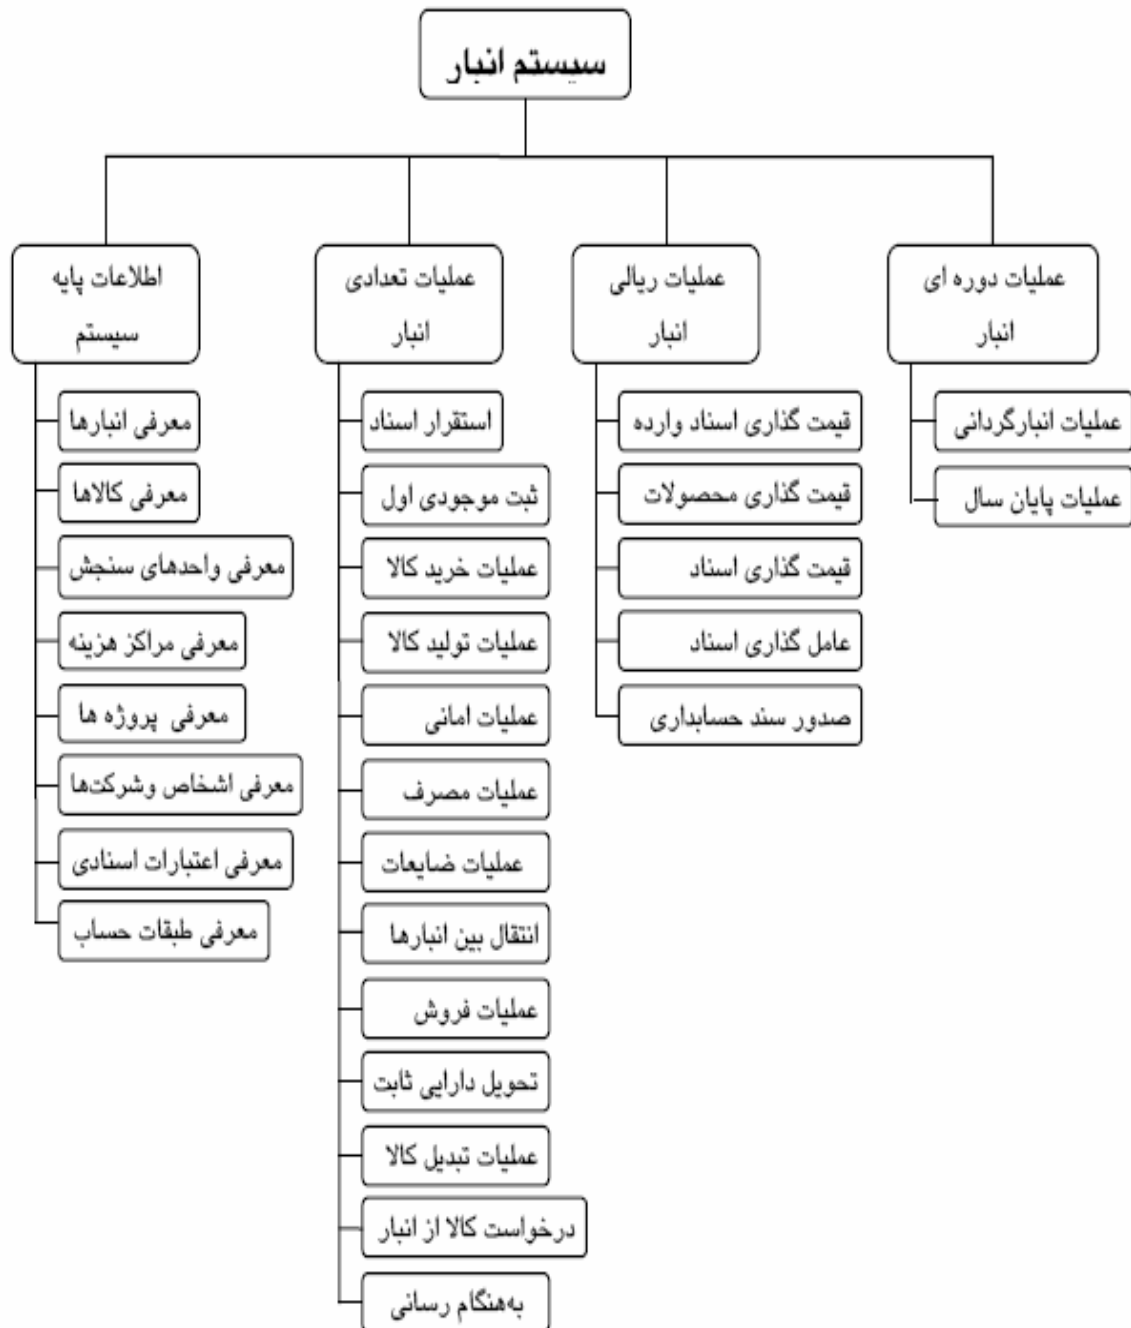 سیستم انبار
عملیات دوره ای
انبار
عملیات انبارگردانی
عملیات پایان سال
عملیات ریالی
انبار
قیمت گذاری اسناد وارده
قیمت گذاری محصولات
قیمت گذاری اسناد
عامل گذاری اسناد
صدور سند حسابداری
عملیات تعدادی
انبار
استقرار اسناد
ثبت موجودی اول
عملیات خرید کالا
عملیات تولید کالا
عملیات امانی
عملیات مصرف
عملیات ضایعات
انتقال بین انبارها
عملیات فروش
تحویل دارایی ثابت
عملیات تبدیل کالا
درخواست کالا از انبار
به‌هنگام رسانی
اطلاعات پایه
سیستم
معرفی انبارها
معرفی کالاها
معرفی واحدهای سنجش
معرفی مراکز هزینه
معرفی پروژه ها
معرفی اشخاص وشرکت‌ها
معرفی اعتبارات اسنادی
معرفی طبقات حساب